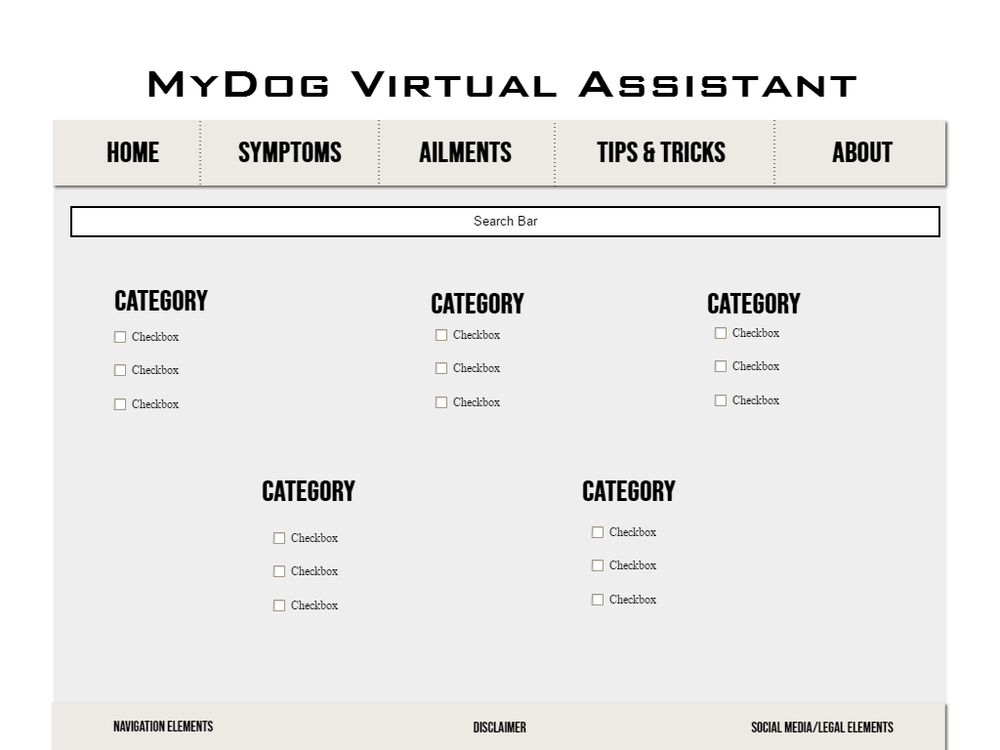 MyDog Virtual Assistant
HOME SYMPTOMS AILMENTS TIPS & TRICKS ABOUT
Search Bar
CATEGORY CATEGORY CATEGORY
Checkbox Checkbox Checkbox
Checkbox Checkbox Checkbox
Checkbox Checkbox Checkbox
CATEGORY CATEGORY
Checkbox Checkbox
Checkbox Checkbox
Checkbox Checkbox
NAVIGATION ELEMENTS DISCLAIMER SOCIAL MEDIA/LEGAL ELEMENTS